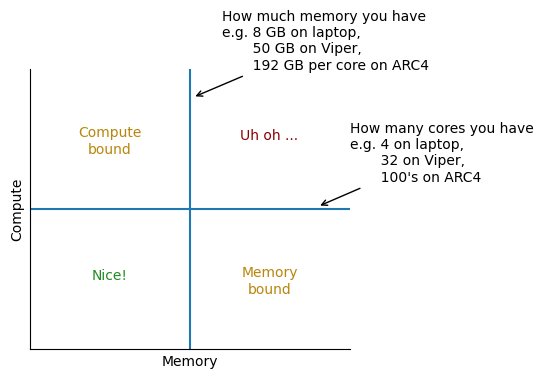 How much memory you have
e.g. 8 GB on laptop,
50 GB on Viper,
192 GB per core on ARC4
Compute
bound
Uh oh ...
How many cores you have
e.g. 4 on laptop,
32 on Viper,
100's on ARC4
Compute
Nice!
Memory
bound
Memory